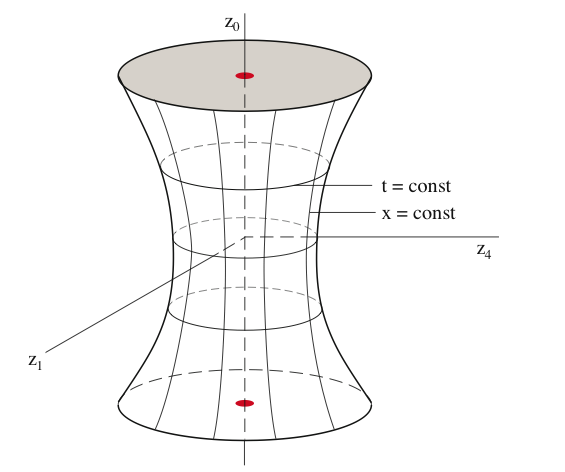 z₀
t = const
x = const
z₄
z₁